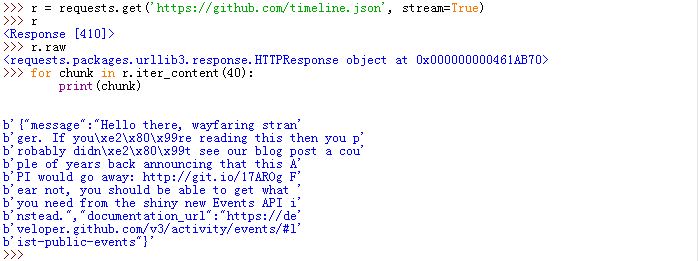 >>> r = requests.get('https://github.com/timeline.json', stream=True)
>>> r
<Response [410]>
>>> r.raw
<requests.packages.urllib3.response.HTTPResponse object at 0x000000000461AB70>
>>> for chunk in r.iter_content(40):
        print(chunk)

b'{"message":"Hello there, wayfaring stran'
b'ger. If you\xe2\x80\x99re reading this then you p'
b'robably didn\xe2\x80\x99t see our blog post a cou'
b'ple of years back announcing that this A'
b'PI would go away: http://git.io/17AROg F'
b'ear not, you should be able to get what '
b'you need from the shiny new Events API i'
b'nstead.","documentation_url":"https://de'
b'veloper.github.com/v3/activity/events/#l'
b'ist-public-events"}'
>>>